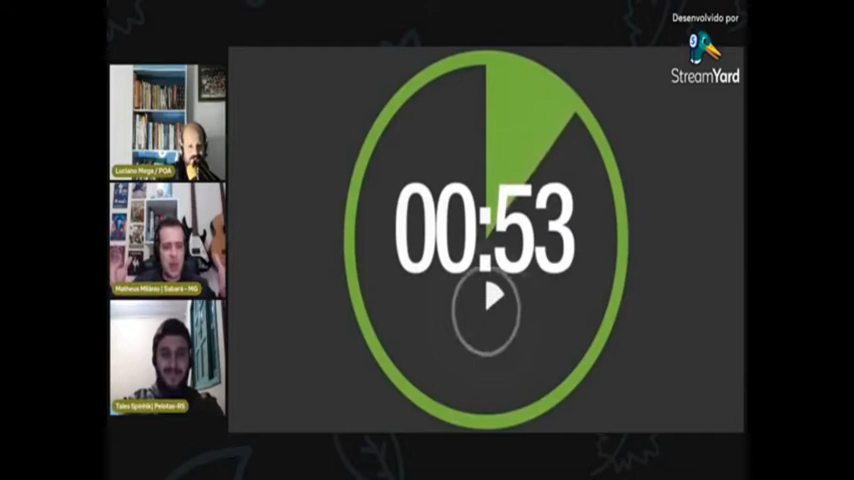 Desenvolvido por
StreamYard
Luciano Mega / POA
00:53
Matheus Milânio | Sabará - MG
Tales Spinhk| Pelotas-RS